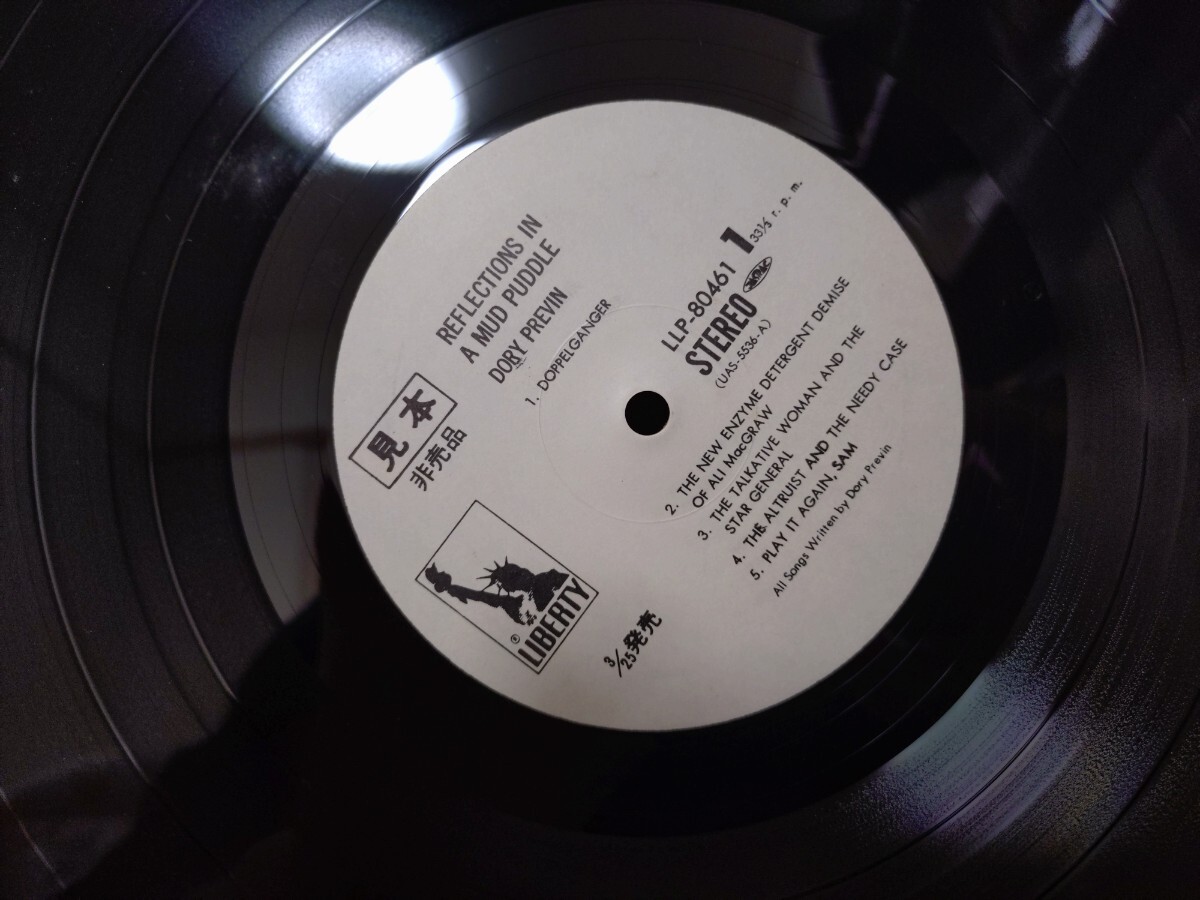 REFLECTIONS IN
A MUD PUDDLE
DORY PREVIN
1. DOPPELGANGER
見本
非売品
LLP-80461
1
STEREO
33⅓ r. p. m.
(UAS-5536-A)
2. THE NEW ENZYME DETERGENT DEMISE
OF ALI MacGRAW
3. THE TALKATIVE WOMAN AND THE
STAR GENERAL
4. THE ALTRUIST AND THE NEEDY CASE
5. PLAY IT AGAIN, SAM
All Songs Written by Dory Previn
® LIBERTY
3/25発売